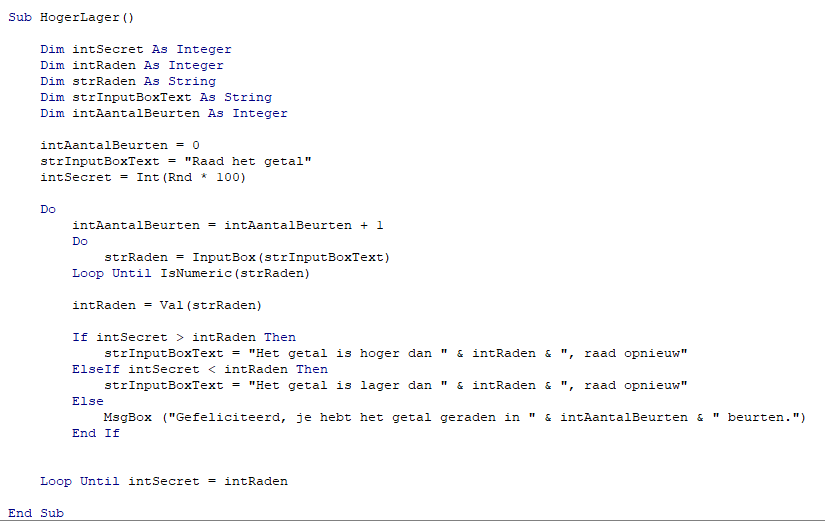 Sub HogerLager()
Dim intSecret As Integer
Dim intRaden As Integer
Dim strRaden As String
Dim strInputBoxText As String
Dim intAantalBeurten As Integer
intAantalBeurten = 0
strInputBoxText = "Raad het getal"
intSecret = Int(Rnd * 100)
Do
intAantalBeurten = intAantalBeurten + 1
Do
strRaden = InputBox(strInputBoxText)
Loop Until IsNumeric(strRaden)
intRaden = Val(strRaden)
If intSecret > intRaden Then
strInputBoxText = "Het getal is hoger dan " & intRaden & ", raad opnieuw"
ElseIf intSecret < intRaden Then
strInputBoxText = "Het getal is lager dan " & intRaden & ", raad opnieuw"
Else
MsgBox ("Gefeliciteerd, je hebt het getal geraden in " & intAantalBeurten & " beurten.")
End If
Loop Until intSecret = intRaden
End Sub